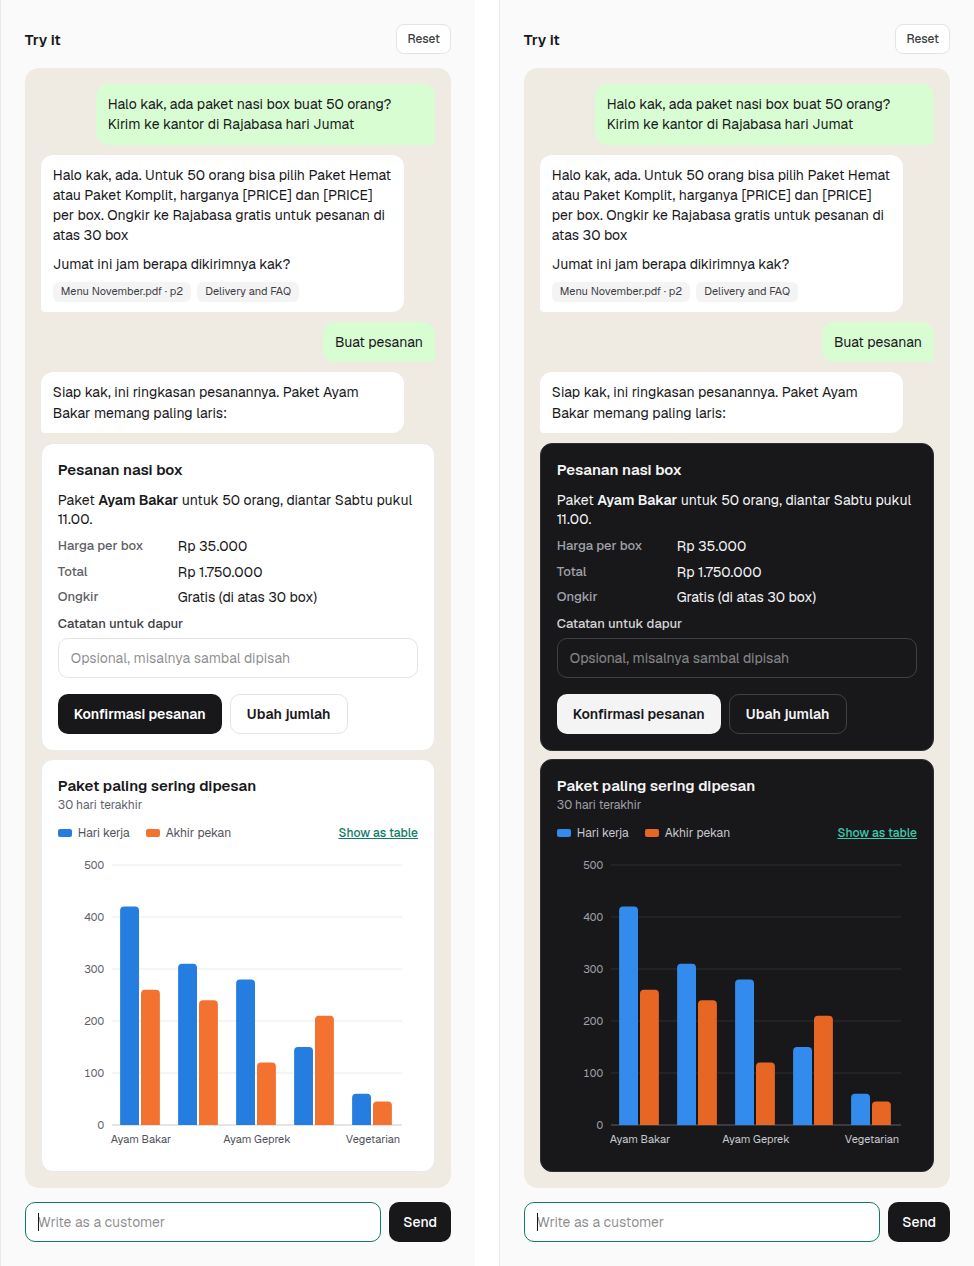 Try it
Reset
Halo kak, ada paket nasi box buat 50 orang?
Kirim ke kantor di Rajabasa hari Jumat
Halo kak, ada. Untuk 50 orang bisa pilih Paket Hemat
atau Paket Komplit, harganya [PRICE] dan [PRICE]
per box. Ongkir ke Rajabasa gratis untuk pesanan di
atas 30 box
Jumat ini jam berapa dikirimnya kak?
Menu November.pdf · p2
Delivery and FAQ
Buat pesanan
Siap kak, ini ringkasan pesanannya. Paket Ayam
Bakar memang paling laris:
Pesanan nasi box
Paket Ayam Bakar untuk 50 orang, diantar Sabtu pukul
11.00.
Harga per box Rp 35.000
Total Rp 1.750.000
Ongkir Gratis (di atas 30 box)
Catatan untuk dapur
Opsional, misalnya sambal dipisah
Konfirmasi pesanan
Ubah jumlah
Paket paling sering dipesan
30 hari terakhir
Hari kerja
Akhir pekan
Show as table
500
400
300
200
100
0
Ayam Bakar
Ayam Geprek
Vegetarian
Write as a customer
Send
Try it
Reset
Halo kak, ada paket nasi box buat 50 orang?
Kirim ke kantor di Rajabasa hari Jumat
Halo kak, ada. Untuk 50 orang bisa pilih Paket Hemat
atau Paket Komplit, harganya [PRICE] dan [PRICE]
per box. Ongkir ke Rajabasa gratis untuk pesanan di
atas 30 box
Jumat ini jam berapa dikirimnya kak?
Menu November.pdf · p2
Delivery and FAQ
Buat pesanan
Siap kak, ini ringkasan pesanannya. Paket Ayam
Bakar memang paling laris:
Pesanan nasi box
Paket Ayam Bakar untuk 50 orang, diantar Sabtu pukul
11.00.
Harga per box Rp 35.000
Total Rp 1.750.000
Ongkir Gratis (di atas 30 box)
Catatan untuk dapur
Opsional, misalnya sambal dipisah
Konfirmasi pesanan
Ubah jumlah
Paket paling sering dipesan
30 hari terakhir
Hari kerja
Akhir pekan
Show as table
500
400
300
200
100
0
Ayam Bakar
Ayam Geprek
Vegetarian
Write as a customer
Send